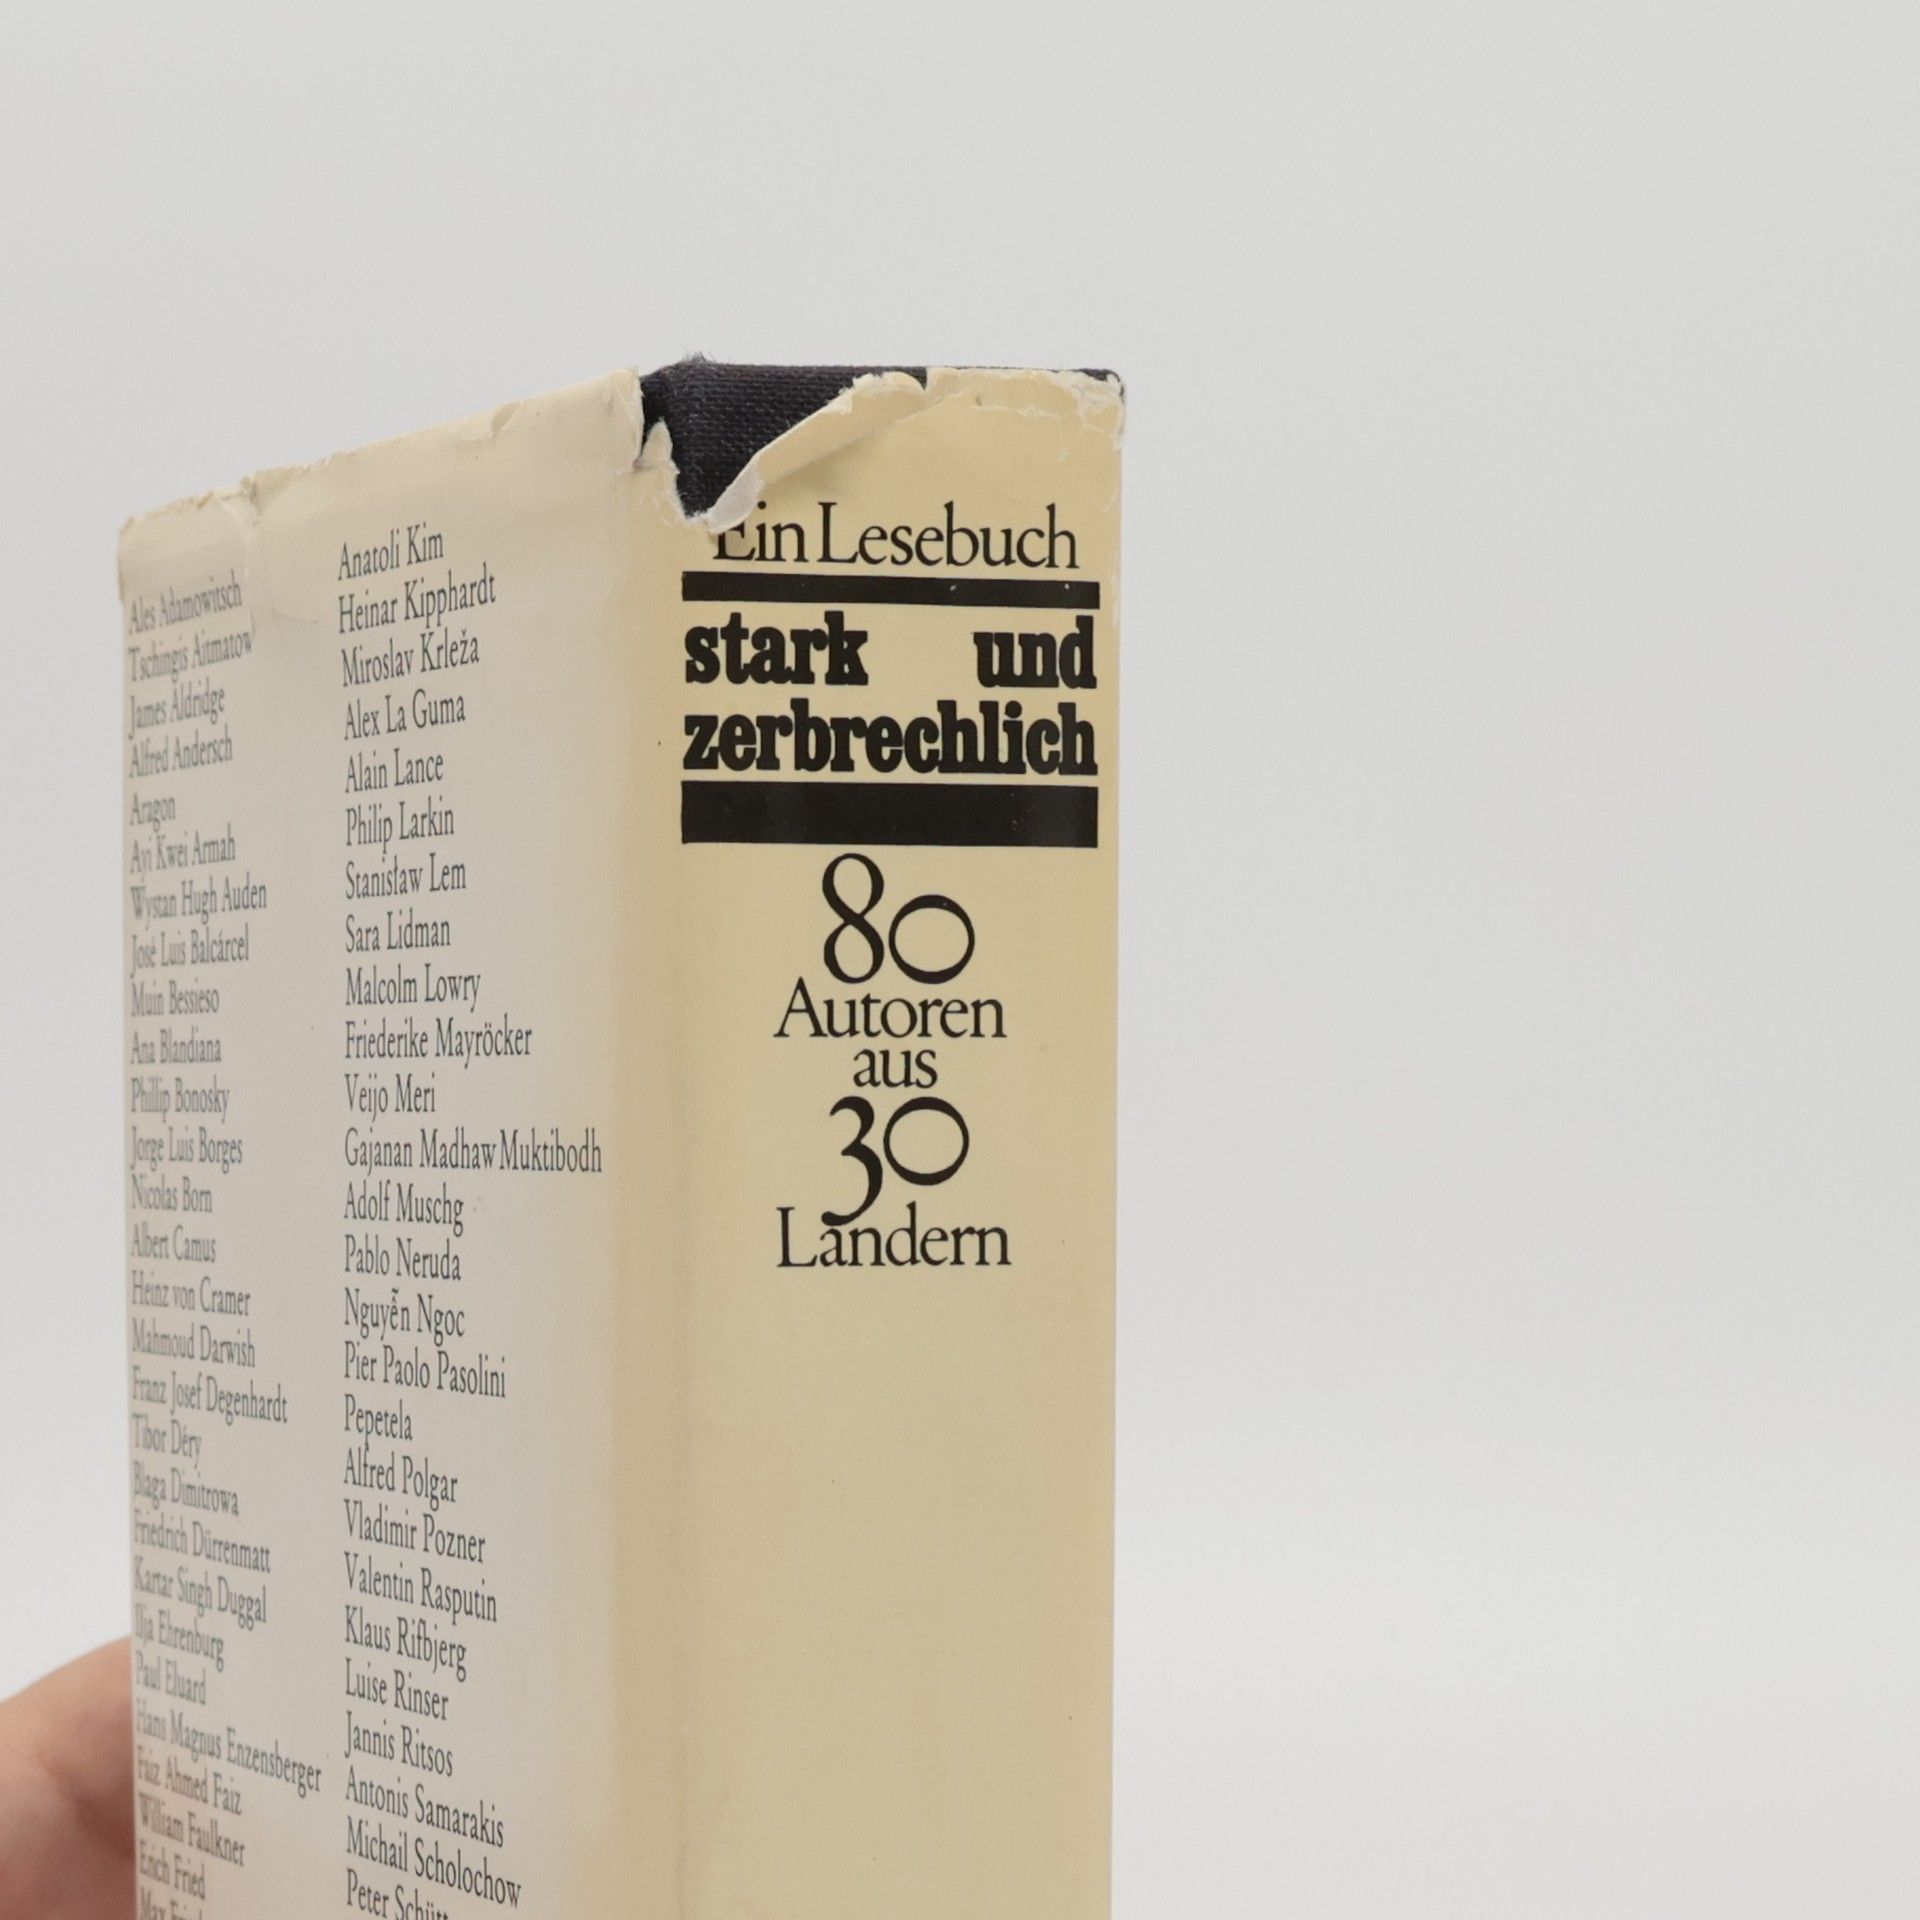 Ales Adamowitsch
Tschingis Aitmatow
James Aldridge
Alfred Andersch
Aragon
Ayi Kwei Armah
Wystan Hugh Auden
José Luis Balcárcel
Muin Bessieso
Ana Blandiana
Phillip Bonosky
Jorge Luis Borges
Nicolas Born
Albert Camus
Heinz von Cramer
Mahmoud Darwish
Franz Josef Degenhardt
Tibor Déry
Blaga Dimitrowa
Friedrich Dürrenmatt
Kartar Singh Duggal
Ilja Ehrenburg
Paul Eluard
Hans Magnus Enzensberger
Faiz Ahmed Faiz
William Faulkner
Erich Fried
Max
Anatoli Kim
Heinar Kipphardt
Miroslav Krleža
Alex La Guma
Alain Lance
Philip Larkin
Stanisław Lem
Sara Lidman
Malcolm Lowry
Friederike Mayröcker
Veijo Meri
Gajanan Madhaw Muktibodh
Adolf Muschg
Pablo Neruda
Nguyễn Ngoc
Pier Paolo Pasolini
Pepetela
Alfred Polgar
Vladimir Pozner
Valentin Rasputin
Klaus Rifbjerg
Luise Rinser
Jannis Ritsos
Antonis Samarakis
Michail Scholochow
Peter
Ein Lesebuch
stark und
zerbrechlich
80
Autoren
aus
30
Ländern